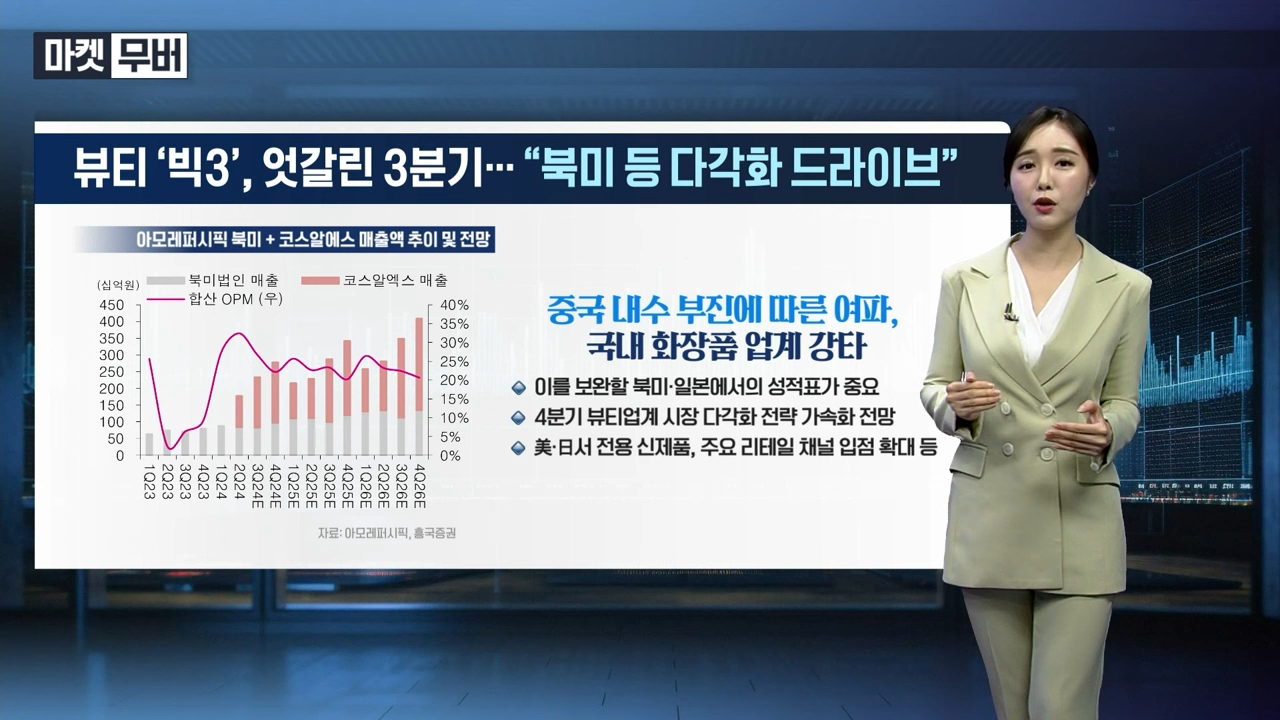 마켓 무버
뷰티 ‘빅3’, 엇갈린 3분기… “북미 등 다각화 드라이브”
아모레퍼시픽 북미 + 코스알에스 매출액 추이 및 전망
(십억원)
북미법인 매출
코스알엑스 매출
합산 OPM (우)
450
400
350
300
250
200
150
100
50
0
40%
35%
30%
25%
20%
15%
10%
5%
0%
1Q23
2Q23
3Q23
4Q23
1Q24
2Q24
3Q24E
4Q24E
1Q25E
2Q25E
3Q25E
4Q25E
1Q26E
2Q26E
3Q26E
4Q26E
자료: 아모레퍼시픽, 흥국증권
중국 내수 부진에 따른 여파,
국내 화장품 업계 강타
이를 보완할 북미·일본에서의 성적표가 중요
4분기 뷰티업계 시장 다각화 전략 가속화 전망
美·日서 전용 신제품, 주요 리테일 채널 입점 확대 등